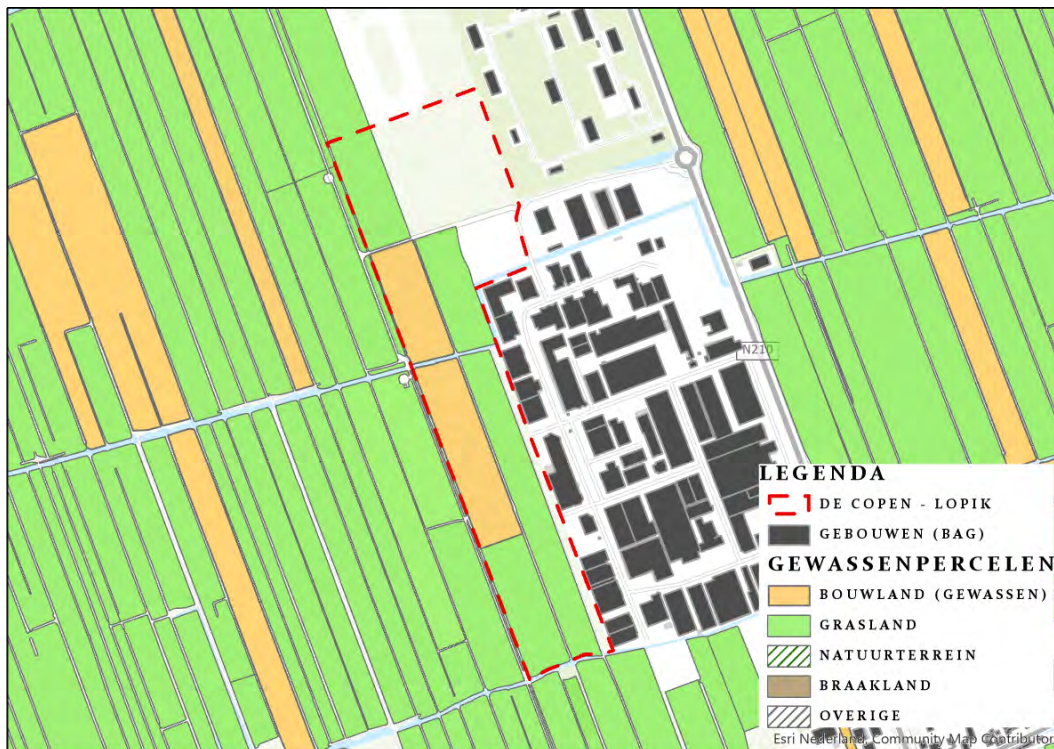 N210
LEGENDA
DE COPEN - LOPIK
GEBOUWEN (BAG)
GEWASSENPERCELEN
BOUWLAND (GEWASSEN)
GRASLAND
NATUURTERREIN
BRAAKLAND
OVERIGE
Esri Nederland, Community Map Contributor